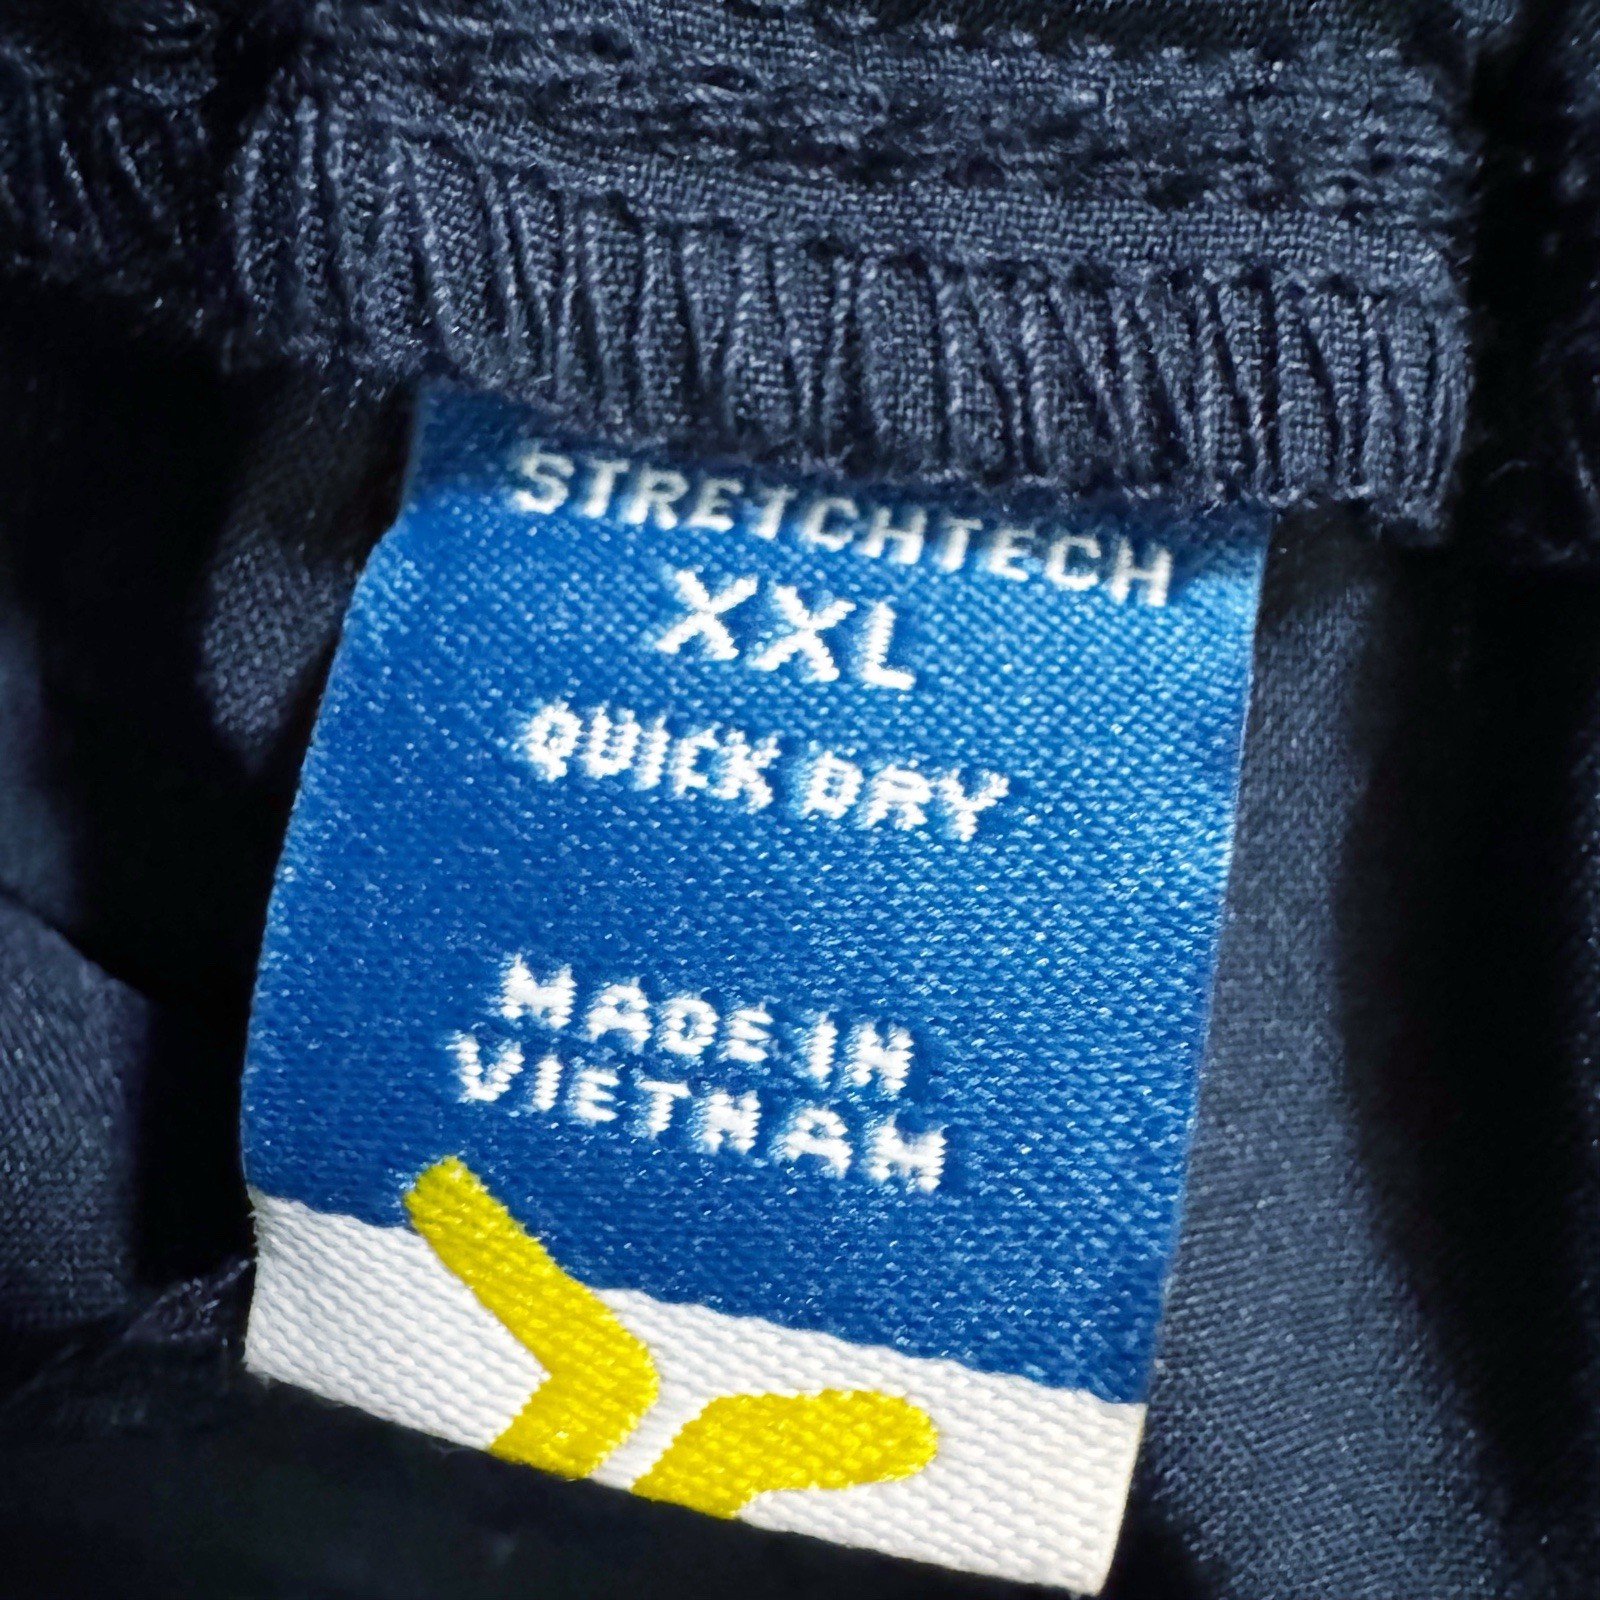 STRETCHTECH
XXL
QUICK DRY
MADE IN
VIETNAM